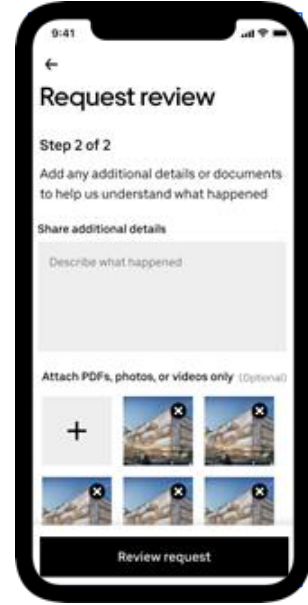 9:41
Request review
Step 2 of 2
Add any additional details or documents
to help us understand what happened
Share additional details
Describe what happened
Attach PDFs, photos, or videos only (Optional)
Review request